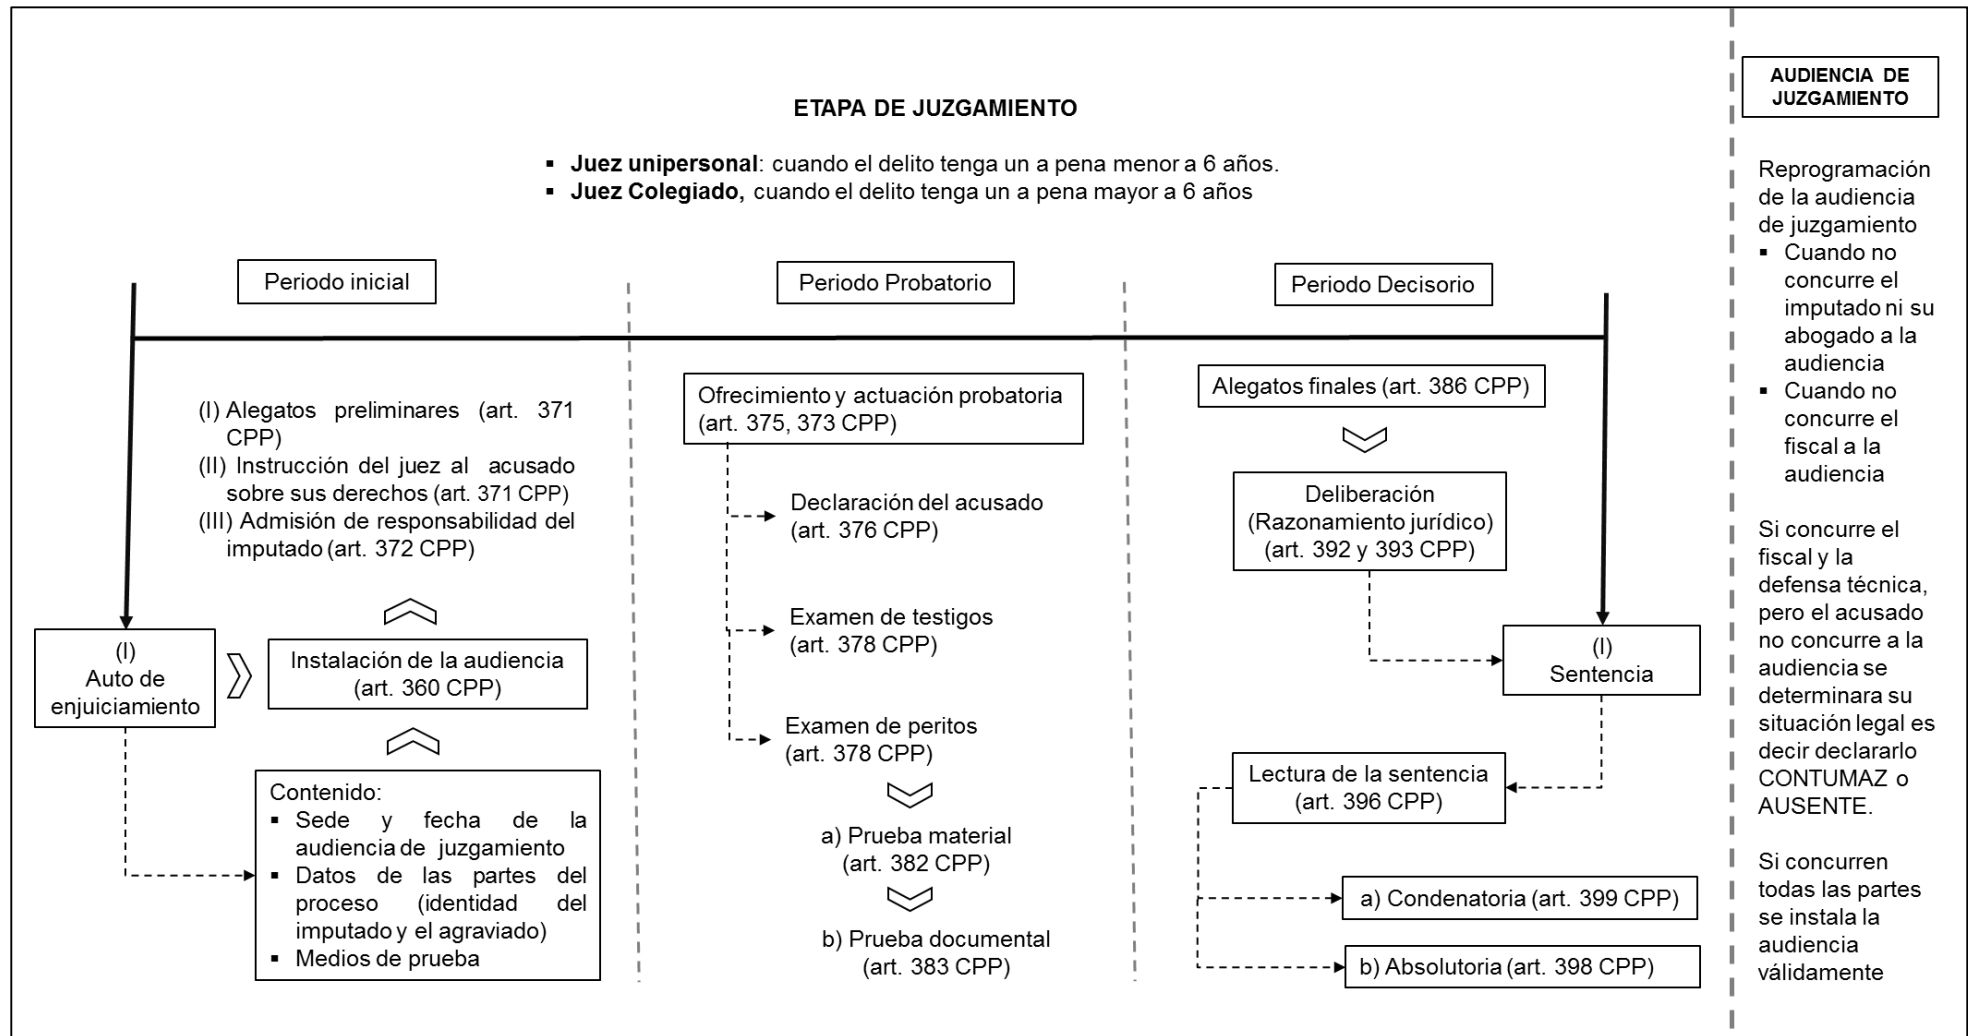 ETAPA DE JUZGAMIENTO
▪ Juez unipersonal: cuando el delito tenga un a pena menor a 6 años.
▪ Juez Colegiado, cuando el delito tenga un a pena mayor a 6 años
Periodo inicial
(I) Alegatos preliminares (art. 371
CPP)
(II) Instrucción del juez al acusado
sobre sus derechos (art. 371 CPP)
(III) Admisión de responsabilidad del
imputado (art. 372 CPP)
(I)
Auto de
enjuiciamiento
Instalación de la audiencia
(art. 360 CPP)
Contenido:
▪ Sede y fecha de la
audiencia de juzgamiento
▪ Datos de las partes del
proceso (identidad del
imputado y el agraviado)
▪ Medios de prueba
Periodo Probatorio
Ofrecimiento y actuación probatoria
(art. 375, 373 CPP)
Declaración del acusado
(art. 376 CPP)
Examen de testigos
(art. 378 CPP)
Examen de peritos
(art. 378 CPP)
a) Prueba material
(art. 382 CPP)
b) Prueba documental
(art. 383 CPP)
Periodo Decisorio
Alegatos finales (art. 386 CPP)
Deliberación
(Razonamiento jurídico)
(art. 392 y 393 CPP)
(I)
Sentencia
Lectura de la sentencia
(art. 396 CPP)
a) Condenatoria (art. 399 CPP)
b) Absolutoria (art. 398 CPP)
AUDIENCIA DE
JUZGAMIENTO
Reprogramación
de la audiencia
de juzgamiento
▪ Cuando no
concurre el
imputado ni su
abogado a la
audiencia
▪ Cuando no
concurre el
fiscal a la
audiencia
Si concurre el
fiscal y la
defensa técnica,
pero el acusado
no concurre a la
audiencia se
determinara su
situación legal es
decir declararlo
CONTUMAZ o
AUSENTE.
Si concurren
todas las partes
se instala la
audiencia
válidamente